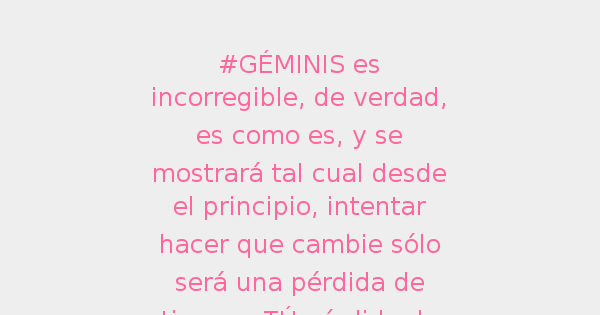 #GÉMINIS es
incorregible, de verdad,
es como es, y se
mostrará tal cual desde
el principio, intentar
hacer que cambie sólo
será una pérdida de